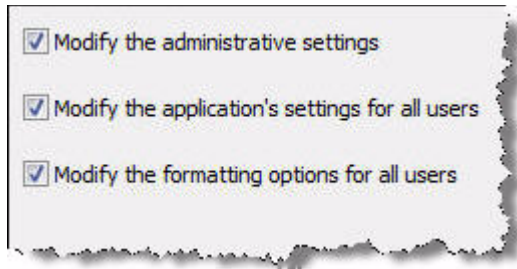 Modify the administrative settings
Modify the application's settings for all users
Modify the formatting options for all users